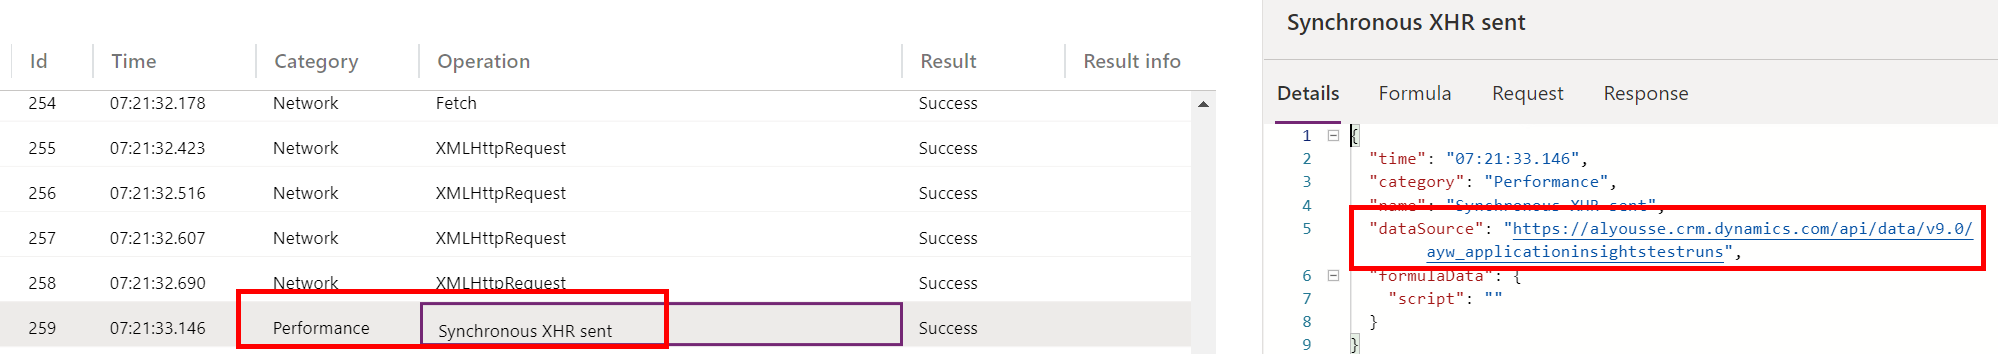 Id Time Category Operation Result Result info
254 07:21:32.178 Network Fetch Success
255 07:21:32.423 Network XMLHttpRequest Success
256 07:21:32.516 Network XMLHttpRequest Success
257 07:21:32.607 Network XMLHttpRequest Success
258 07:21:32.690 Network XMLHttpRequest Success
259 07:21:33.146 Performance Synchronous XHR sent Success
Synchronous XHR sent
Details Formula Request Response
1 {
2 "time": "07:21:33.146",
3 "category": "Performance",
4 "name": "Synchronous XHR sent",
5 "dataSource": "https://alyousse.crm.dynamics.com/api/data/v9.0/
ayw_applicationinsightstestruns",
6 "formulaData": {
7 "script": ""
8 }
9 }